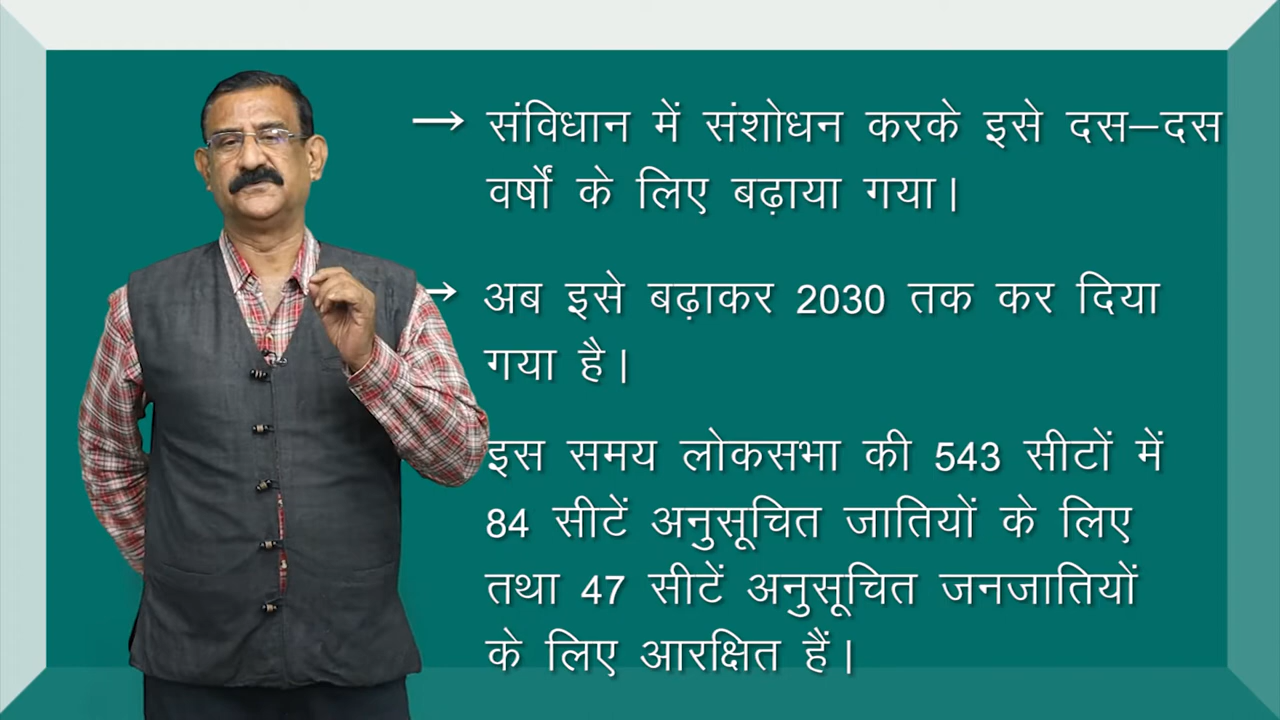 → संविधान में संशोधन करके इसे दस–दस
वर्षों के लिए बढ़ाया गया।
→ अब इसे बढ़ाकर 2030 तक कर दिया
गया है।
इस समय लोकसभा की 543 सीटों में
84 सीटें अनुसूचित जातियों के लिए
तथा 47 सीटें अनुसूचित जनजातियों
के लिए आरक्षित हैं।